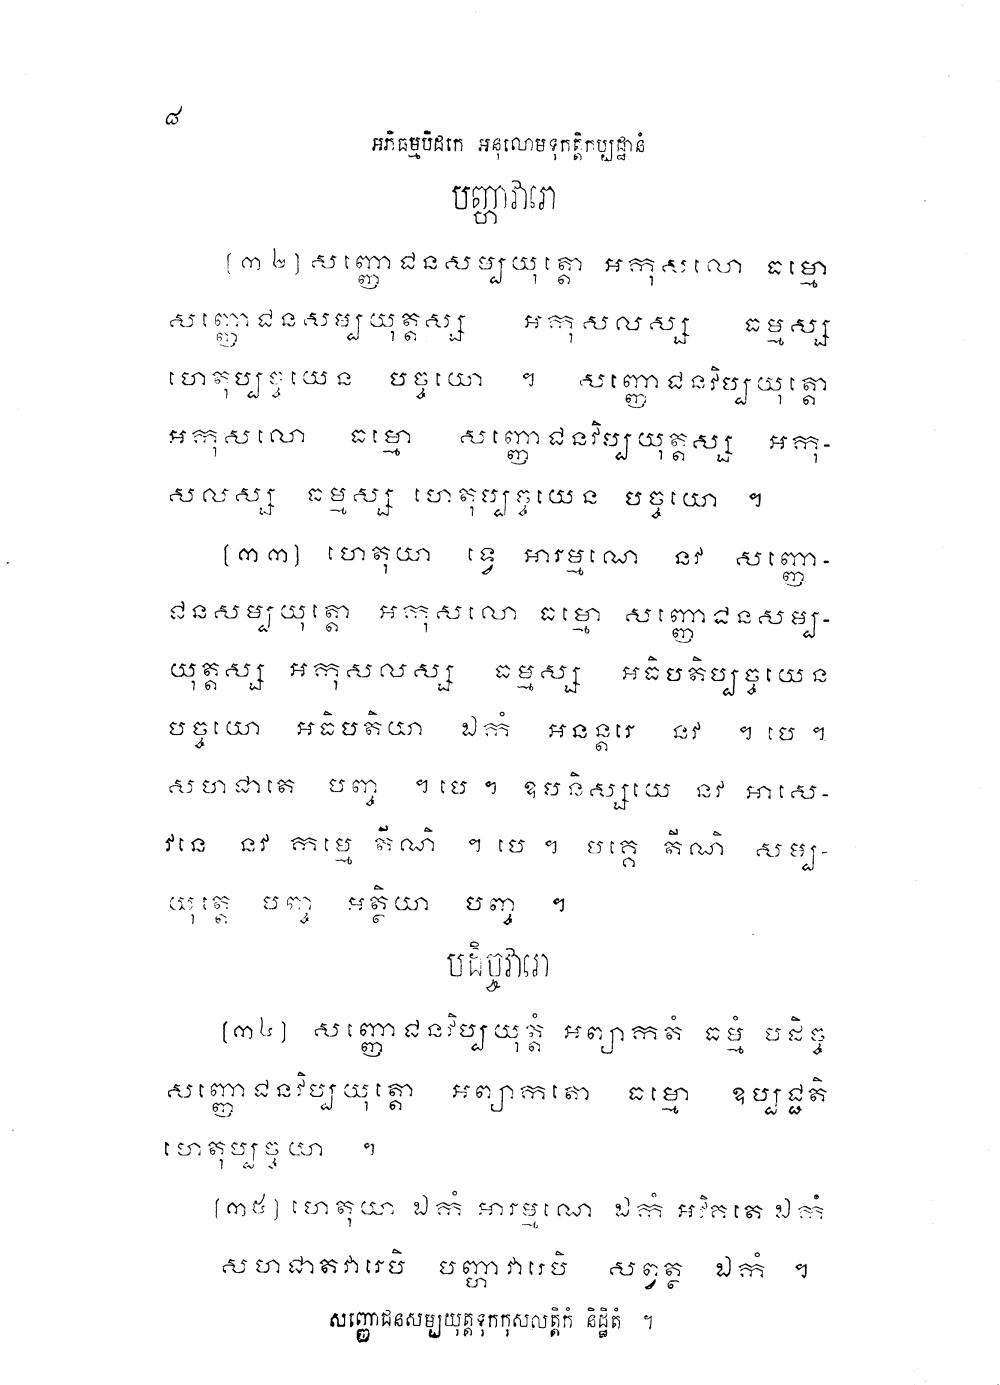 ៨
អភិធម្មបិដកេ អនុលោមទុកត្តិកប្បដ្ឋានំ
បញ្ហាវារោ
[៣២] សញ្ញោជនសម្បយុត្តោ អកុសលោ ធម្មោ
សញ្ញោជនសម្បយុត្តស្ស អកុសលស្ស ធម្មស្ស
ហេតុប្បច្ចយេន បច្ចយោ ។ សញ្ញោជនវិប្បយុត្តោ
អកុសលោ ធម្មោ សញ្ញោជនវិប្បយុត្តស្ស អកុ-
សលស្ស ធម្មស្ស ហេតុប្បច្ចយេន បច្ចយោ ។
[៣៣] ហេតុយា ទ្វេ អារម្មណេ នវ សញ្ញោ-
ជនសម្បយុត្តោ អកុសលោ ធម្មោ សញ្ញោជនសម្ប-
យុត្តស្ស អកុសលស្ស ធម្មស្ស អធិបតិប្បច្ចយេន
បច្ចយោ អធិបតិយា ឯកំ អនន្តរេ នវ ។ បេ ។
សហជាតេ បញ្ច ។ បេ ។ ឧបនិស្សយេ នវ អាសេ-
វនេ នវ កម្មេ តីណិ ។ បេ ។ មគ្គេ តីណិ សម្ប-
យុត្តេ បញ្ច អត្ថិយា បញ្ច ។
បដិច្ចវារោ
[៣៤] សញ្ញោជនវិប្បយុត្តំ អព្យាកតំ ធម្មំ បដិច្ច
សញ្ញោជនវិប្បយុត្តោ អព្យាកតោ ធម្មោ ឧប្បជ្ជតិ
ហេតុប្បច្ចយា ។
[៣៥] ហេតុយា ឯកំ អារម្មណេ ឯកំ អវិគតេ ឯកំ
សហជាតវារេបិ បញ្ហាវារេបិ សព្វត្ថ ឯកំ ។
សញ្ញោជនសម្បយុត្តទុកកុសលត្តិកំ និដ្ឋិតំ ។